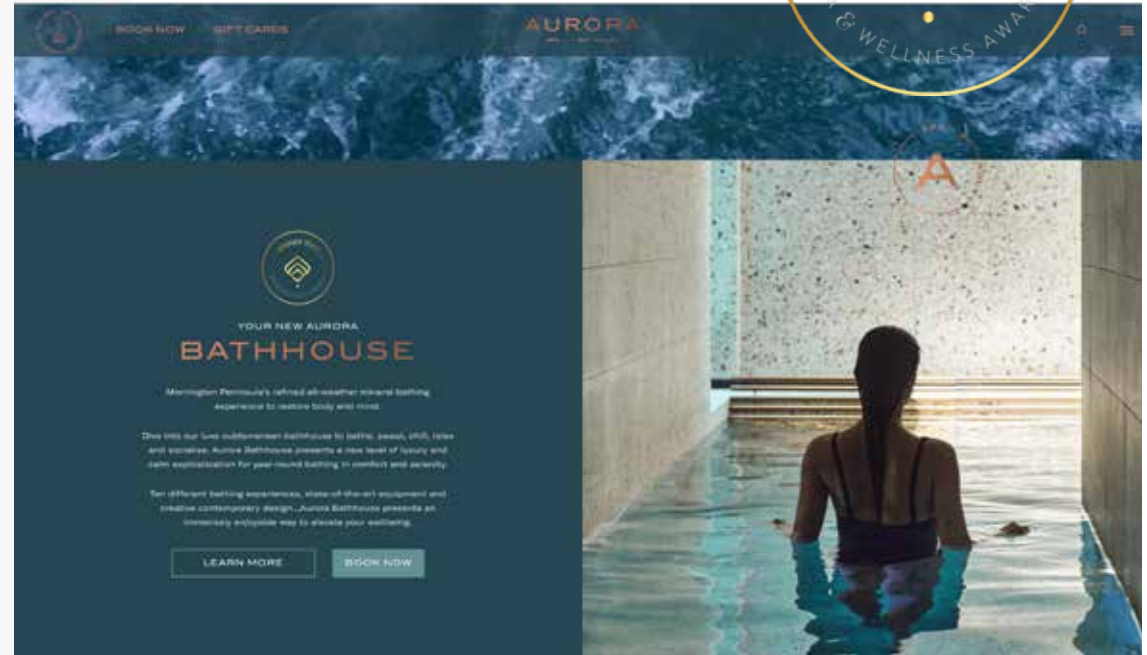 & WELLNESS AWAR
BOOK NOW
GIFT CARDS
AURORA
SPA
A
YOUR NEW AURORA
BATHHOUSE
Mornington Peninsula's refined all-weather mineral bathing
experience to restore body and mind.
Dive into our luxe subterranean bathhouse to bathe, sweat, chill, relax
and socialise. Aurora Bathhouse presents a new level of luxury and
calm sophistication for year-round bathing in comfort and serenity.
Ten different bathing experiences, state-of-the-art equipment and
creative contemporary design...Aurora Bathhouse presents an
immensely enjoyable way to elevate your wellbeing.
LEARN MORE
BOOK NOW